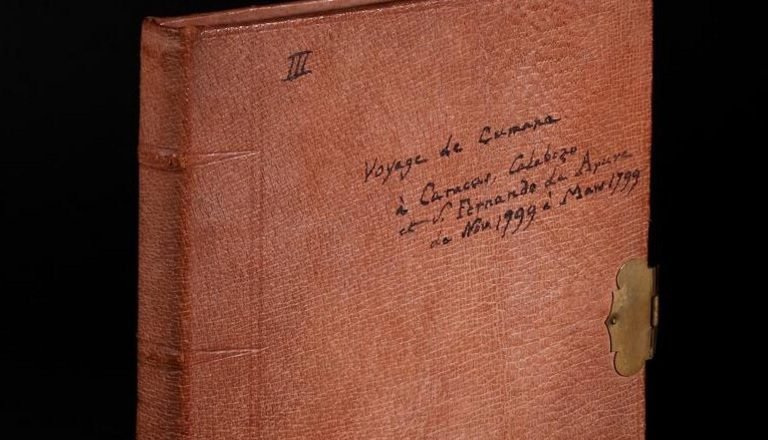 III
Voyage de Cumana
à Caracas, Calabozo
et S. Fernando de Apure
de Nov 1799 à Mars 1799